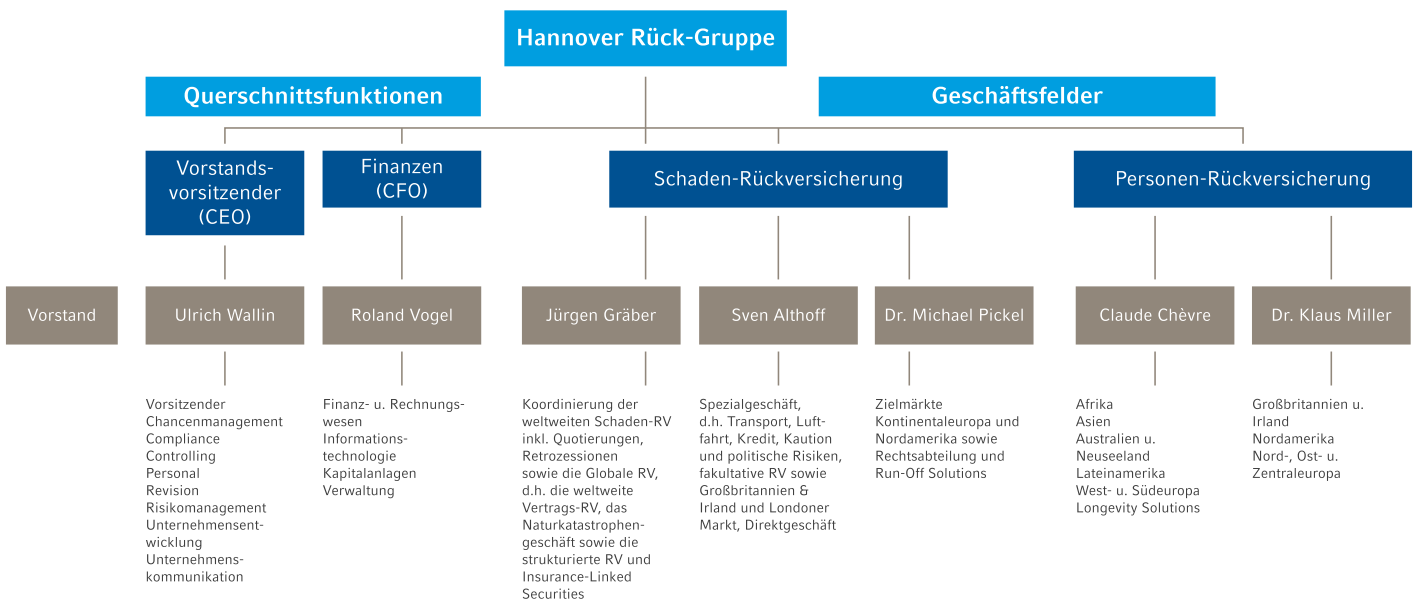 Hannover Rück-Gruppe
Querschnittsfunktionen
Geschäftsfelder
Vorstands-
vorsitzender
(CEO)
Finanzen
(CFO)
Schaden-Rückversicherung
Personen-Rückversicherung
Vorstand
Ulrich Wallin
Roland Vogel
Jürgen Gräber
Sven Althoff
Dr. Michael Pickel
Claude Chèvre
Dr. Klaus Miller
Vorsitzender
Chancenmanagement
Compliance
Controlling
Personal
Revision
Risikomanagement
Unternehmensent-
wicklung
Unternehmens-
kommunikation
Finanz- u. Rechnungs-
wesen
Informations-
technologie
Kapitalanlagen
Verwaltung
Koordinierung der
weltweiten Schaden-RV
inkl. Quotierungen,
Retrozessionen
sowie die Globale RV,
d.h. die weltweite
Vertrags-RV, das
Naturkatastrophen-
geschäft sowie die
strukturierte RV und
Insurance-Linked
Securities
Spezialgeschäft,
d.h. Transport, Luft-
fahrt, Kredit, Kaution
und politische Risiken,
fakultative RV sowie
Großbritannien &
Irland und Londoner
Markt, Direktgeschäft
Zielmärkte
Kontinentaleuropa und
Nordamerika sowie
Rechtsabteilung und
Run-Off Solutions
Afrika
Asien
Australien u.
Neuseeland
Lateinamerika
West- u. Südeuropa
Longevity Solutions
Großbritannien u.
Irland
Nordamerika
Nord-, Ost- u.
Zentraleuropa